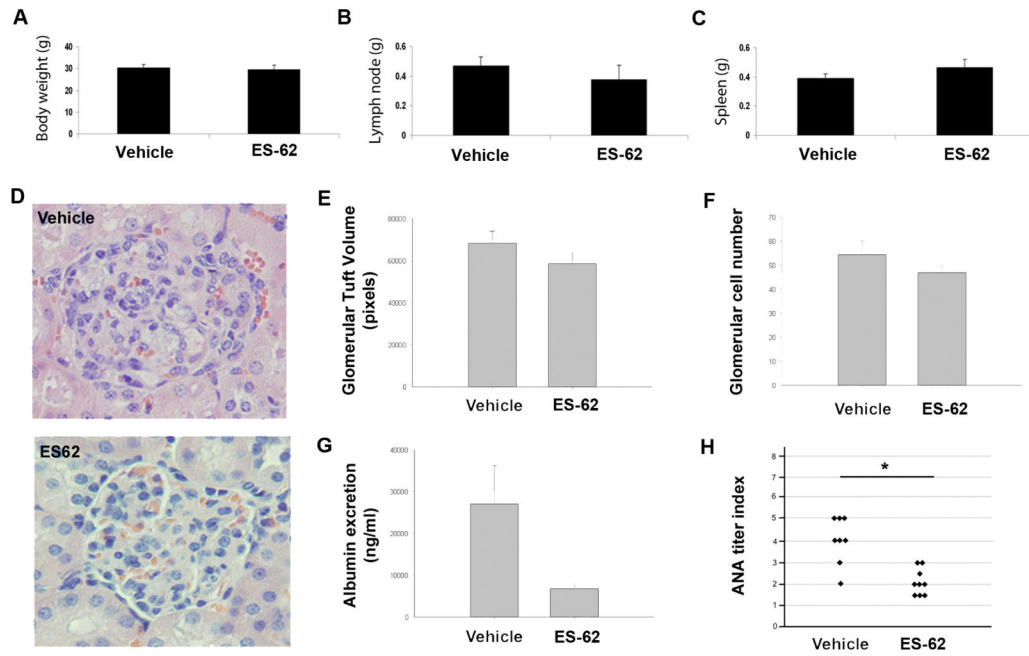 A
Body weight (g)
40
30
20
10
0
Vehicle
ES-62
B
Lymph node (g)
0.6
0.4
0.2
0
Vehicle
ES-62
C
Spleen (g)
0.6
0.4
0.2
0
Vehicle
ES-62
D
Vehicle
ES62
E
Glomerular Tuft Volume
(pixels)
80000
60000
40000
20000
0
Vehicle
ES-62
F
Glomerular cell number
70
60
50
40
30
20
10
0
Vehicle
ES-62
G
Albumin excretion
(ng/ml)
40000
30000
20000
10000
0
Vehicle
ES-62
H
ANA titer index
8
7
6
5
4
3
2
1
0
*
Vehicle
ES-62